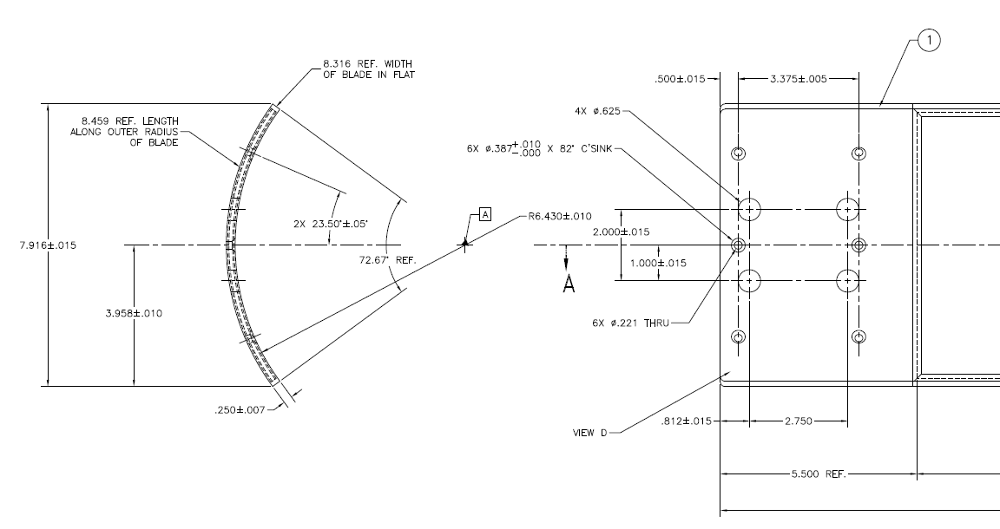 1
8.316 REF. WIDTH
OF BLADE IN FLAT
.500±.015
3.375±.005
8.459 REF. LENGTH
ALONG OUTER RADIUS
OF BLADE
4X ø.625
6X ø.387+.010
-.000 X 82° C'SINK
A
R6.430±.010
2X 23.50°±.05°
2.000±.015
7.916±.015
72.67° REF.
1.000±.015
A
3.958±.010
6X ø.221 THRU
.250±.007
.812±.015
2.750
VIEW D
5.500 REF.